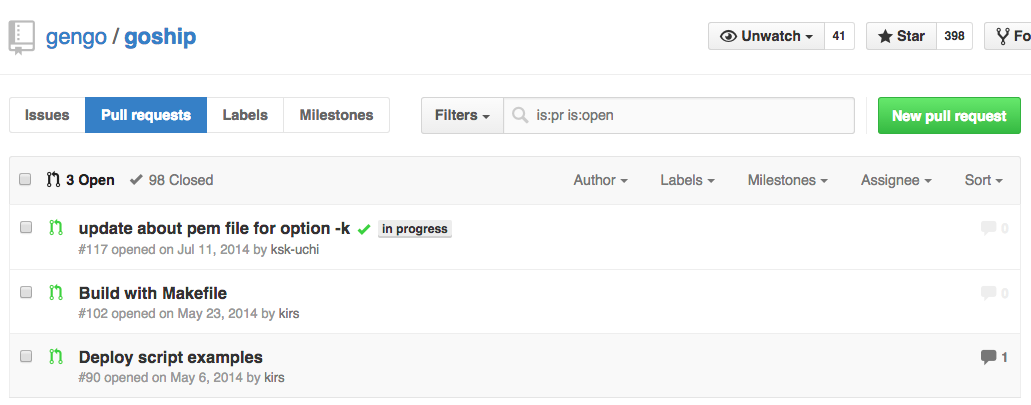 gengo / goship
Unwatch 41 Star 398 Fo
Issues Pull requests Labels Milestones Filters is:pr is:open New pull request
3 Open 98 Closed Author Labels Milestones Assignee Sort
update about pem file for option -k in progress 0
#117 opened on Jul 11, 2014 by ksk-uchi
Build with Makefile 0
#102 opened on May 23, 2014 by kirs
Deploy script examples 1
#90 opened on May 6, 2014 by kirs